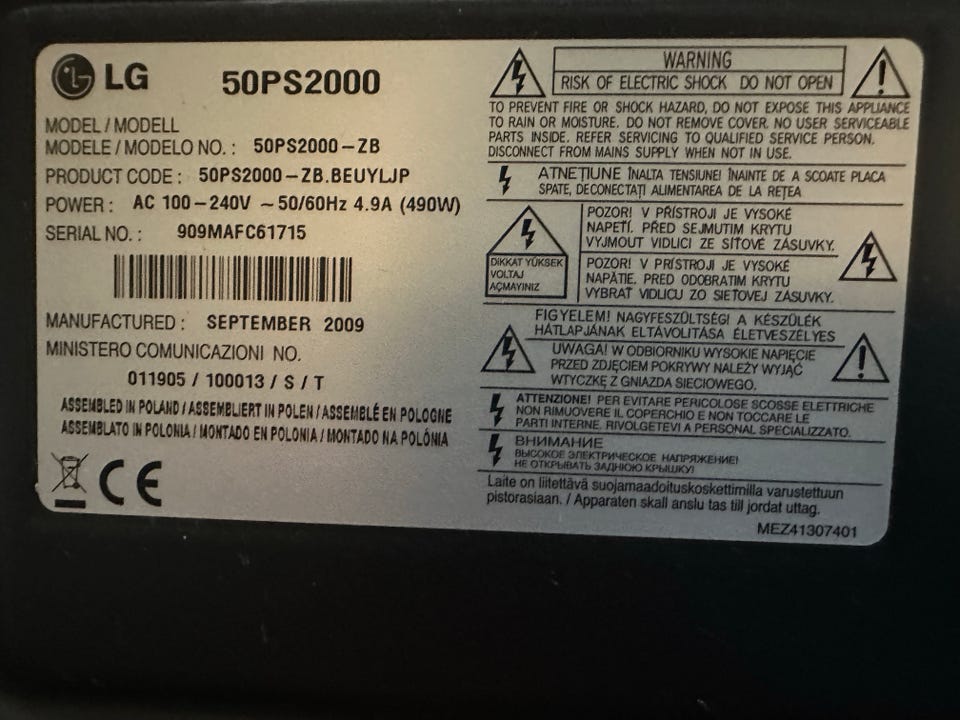 LG 50PS2000
MODEL / MODELL
MODELE / MODELO NO. : 50PS2000-ZB
PRODUCT CODE : 50PS2000-ZB.BEUYLJP
POWER : AC 100-240V ~50/60Hz 4.9A (490W)
SERIAL NO. : 909MAFC61715
MANUFACTURED : SEPTEMBER 2009
MINISTERO COMUNICAZIONI NO.
011905 / 100013 / S / T
ASSEMBLED IN POLAND / ASSEMBLIERT IN POLEN / ASSEMBLÉ EN POLOGNE
ASSEMBLATO IN POLONIA / MONTADO EN POLONIA / MONTADO NA POLÓNIA
CE
WARNING
RISK OF ELECTRIC SHOCK DO NOT OPEN
TO PREVENT FIRE OR SHOCK HAZARD, DO NOT EXPOSE THIS APPLIANCE
TO RAIN OR MOISTURE. DO NOT REMOVE COVER. NO USER SERVICEABLE
PARTS INSIDE. REFER SERVICING TO QUALIFIED SERVICE PERSON.
DISCONNECT FROM MAINS SUPPLY WHEN NOT IN USE.
ATNEŢIUNE ÎNALTA TENSIUNE! ÎNAINTE DE A SCOATE PLACA
SPATE, DECONECTAŢI ALIMENTAREA DE LA REŢEA
DIKKAT YÜKSEK
VOLTAJ
AÇMAYINIZ
POZOR! V PŘÍSTROJI JE VYSOKÉ
NAPETÍ. PŘED SEJMUTIM KRYTU
VYJMOUT VIDLICI ZE SÍTOVÉ ZÁSUVKY.
POZOR! V PRISTROJI JE VYSOKÉ
NAPÄTIE. PRED ODOBRATIM KRYTU
VYBRAŤ VIDLICU ZO SIEŤOVEJ ZÁSUVKY.
FIGYELEM! NAGYFESZÜLTSÉG! A KÉSZÜLÉK
HÁTLAPJÁNAK ELTÁVOLITÁSA ÉLETVESZÉLYES
UWAGA! W ODBIORNIKU WYSOKIE NAPIĘCIE
PRZED ZDJĘCIEM POKRYWY NALEŻY WYJĄĆ
WTYCZKĘ Z GNIAZDA SIECIOWEGO.
ATTENZIONE! PER EVITARE PERICOLOSE SCOSSE ELETTRICHE
NON RIMUOVERE IL COPERCHIO E NON TOCCARE LE
PARTI INTERNE. RIVOLGETEVI A PERSONAL SPECIALIZZATO.
ВНИМАНИЕ
ВЫСОКОЕ ЭЛЕКТРИЧЕСКОЕ НАПРЯЖЕНИЕ!
НЕ ОТКРЫВАТЬ ЗАДНЮЮ КРЫШКУ!
Laite on liitettävä suojamaadoituskoskettimilla varustettuun
pistorasiaan. / Apparaten skall anslu tas till jordat uttag.
MEZ41307401